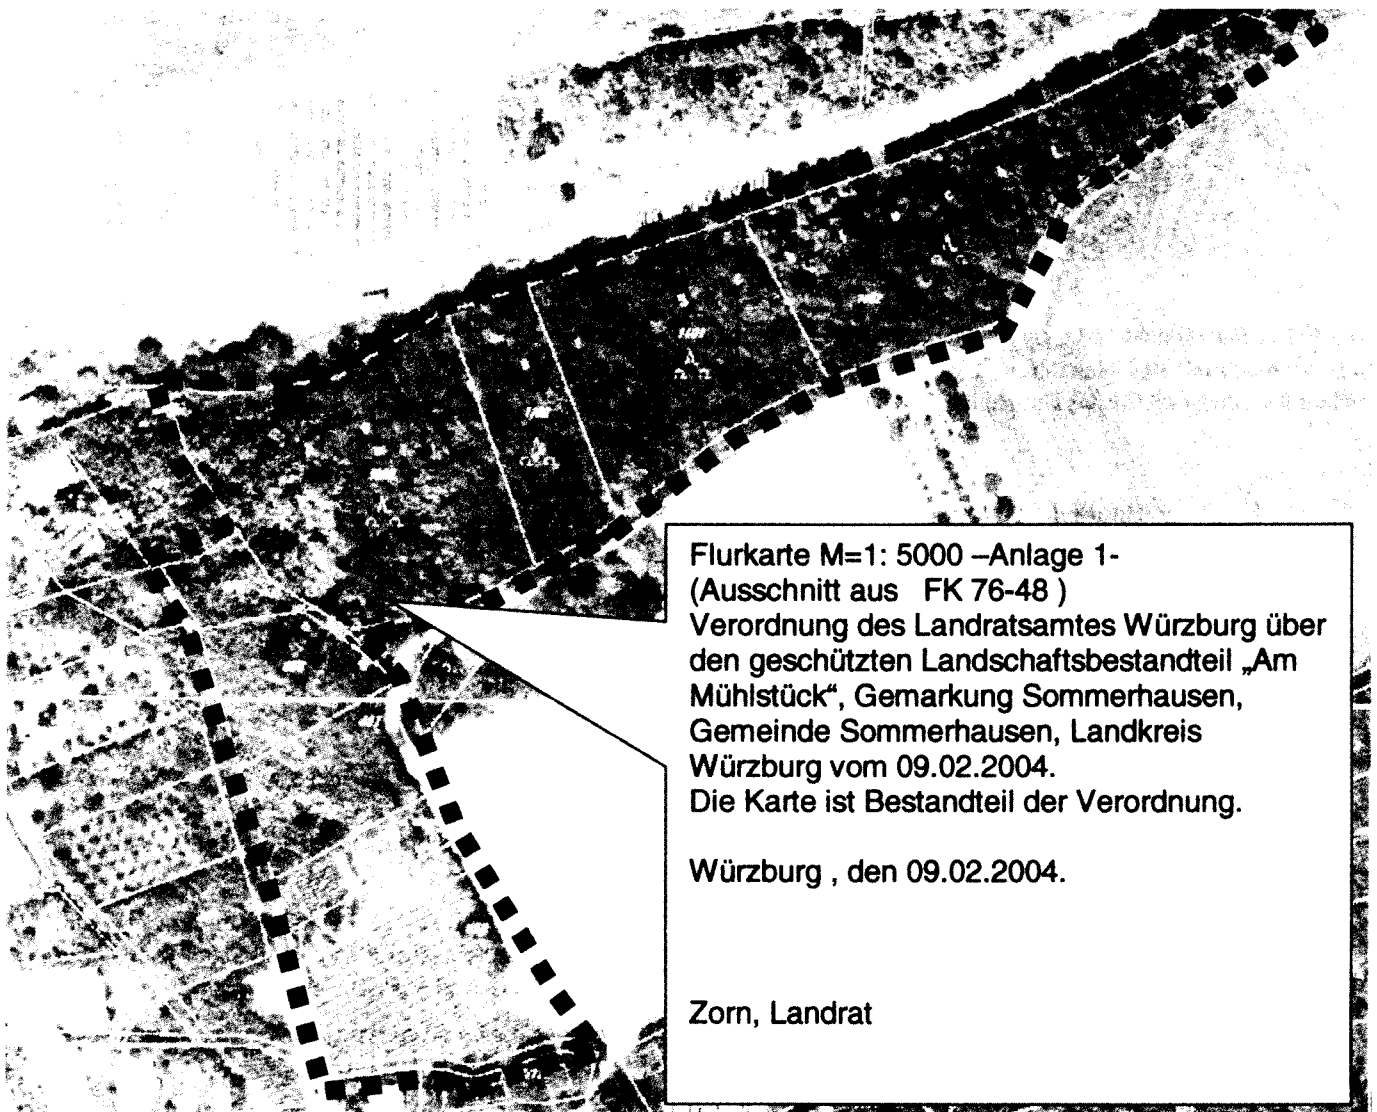 Flurkarte M=1: 5000 –Anlage 1-
(Ausschnitt aus FK 76-48 )
Verordnung des Landratsamtes Würzburg über
den geschützten Landschaftsbestandteil „Am
Mühlstück“, Gemarkung Sommerhausen,
Gemeinde Sommerhausen, Landkreis
Würzburg vom 09.02.2004.
Die Karte ist Bestandteil der Verordnung.
Würzburg , den 09.02.2004.
Zorn, Landrat